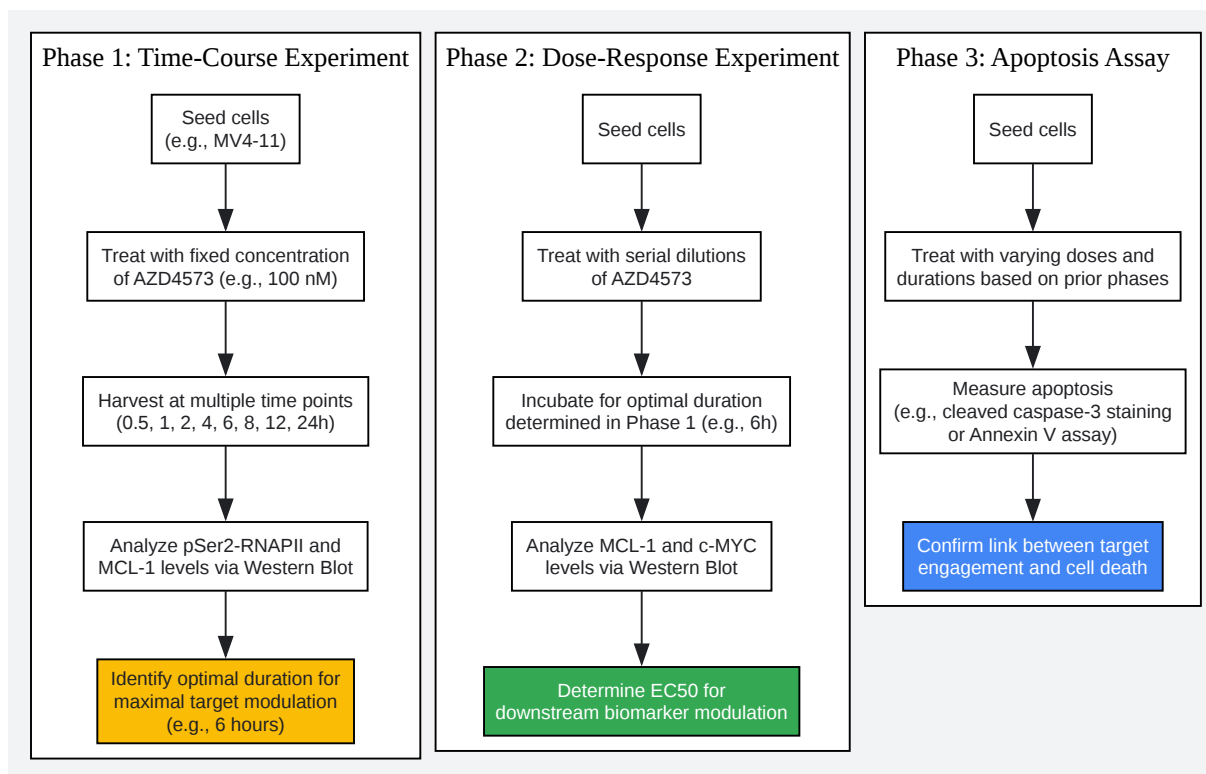 Phase 1: Time-Course Experiment
Seed cells
(e.g., MV4-11)
Treat with fixed concentration
of AZD4573 (e.g., 100 nM)
Harvest at multiple time points
(0.5, 1, 2, 4, 6, 8, 12, 24h)
Analyze pSer2-RNAPII and
MCL-1 levels via Western Blot
Identify optimal duration for
maximal target modulation
(e.g., 6 hours)
Phase 2: Dose-Response Experiment
Seed cells
Treat with serial dilutions
of AZD4573
Incubate for optimal duration
determined in Phase 1 (e.g., 6h)
Analyze MCL-1 and c-MYC
levels via Western Blot
Determine EC50 for
downstream biomarker modulation
Phase 3: Apoptosis Assay
Seed cells
Treat with varying doses and
durations based on prior phases
Measure apoptosis
(e.g., cleaved caspase-3 staining
or Annexin V assay)
Confirm link between target
engagement and cell death